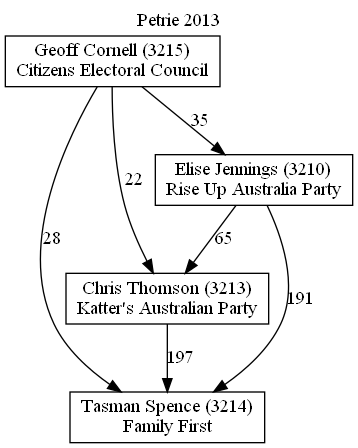 Petrie 2013
Geoff Cornell (3215)
Citizens Electoral Council
35
Elise Jennings (3210)
Rise Up Australia Party
22
28
65
Chris Thomson (3213)
Katter's Australian Party
191
197
Tasman Spence (3214)
Family First